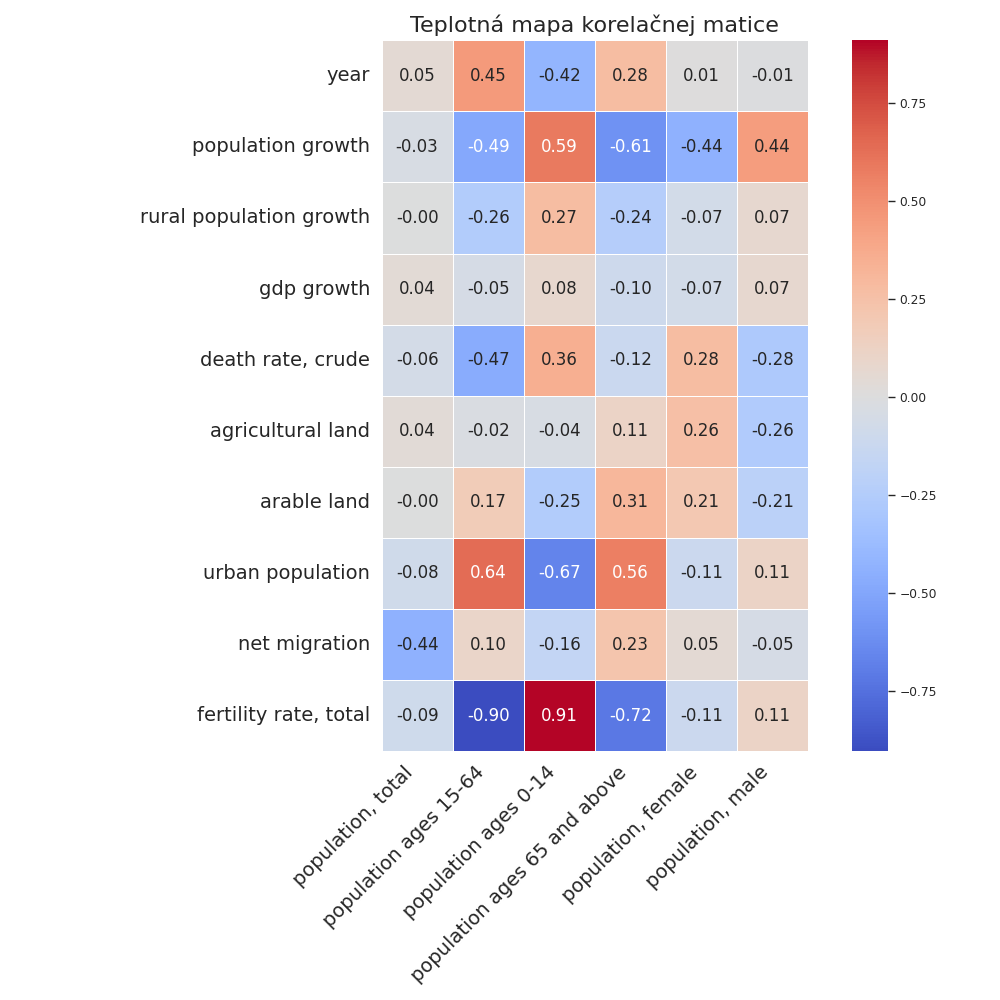 Teplotná mapa korelačnej matice
year 0.05 0.45 -0.42 0.28 0.01 -0.01
population growth -0.03 -0.49 0.59 -0.61 -0.44 0.44
rural population growth -0.00 -0.26 0.27 -0.24 -0.07 0.07
gdp growth 0.04 -0.05 0.08 -0.10 -0.07 0.07
death rate, crude -0.06 -0.47 0.36 -0.12 0.28 -0.28
agricultural land 0.04 -0.02 -0.04 0.11 0.26 -0.26
arable land -0.00 0.17 -0.25 0.31 0.21 -0.21
urban population -0.08 0.64 -0.67 0.56 -0.11 0.11
net migration -0.44 0.10 -0.16 0.23 0.05 -0.05
fertility rate, total -0.09 -0.90 0.91 -0.72 -0.11 0.11
population, total
population ages 15-64
population ages 0-14
population ages 65 and above
population, female
population, male
0.75
0.50
0.25
0.00
−0.25
−0.50
−0.75